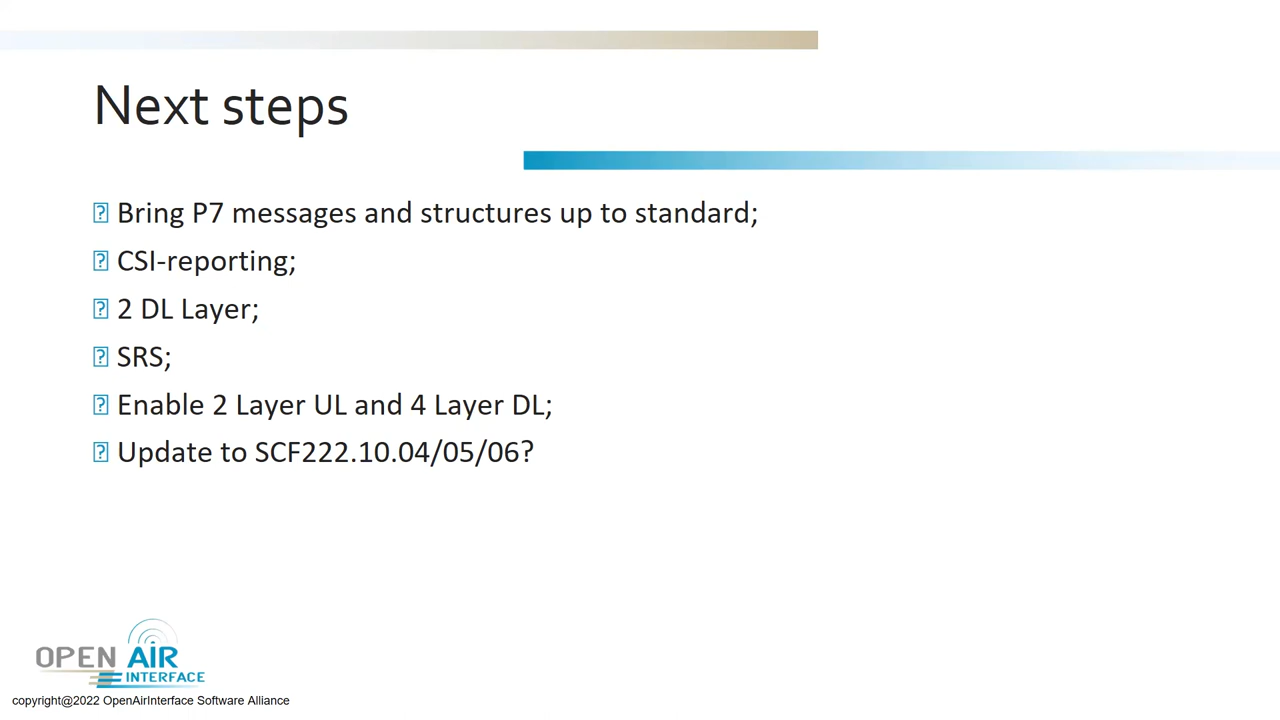 Next steps
Bring P7 messages and structures up to standard;
CSI-reporting;
2 DL Layer;
SRS;
Enable 2 Layer UL and 4 Layer DL;
Update to SCF222.10.04/05/06?
OPEN AIR
INTERFACE
copyright@2022 OpenAirInterface Software Alliance